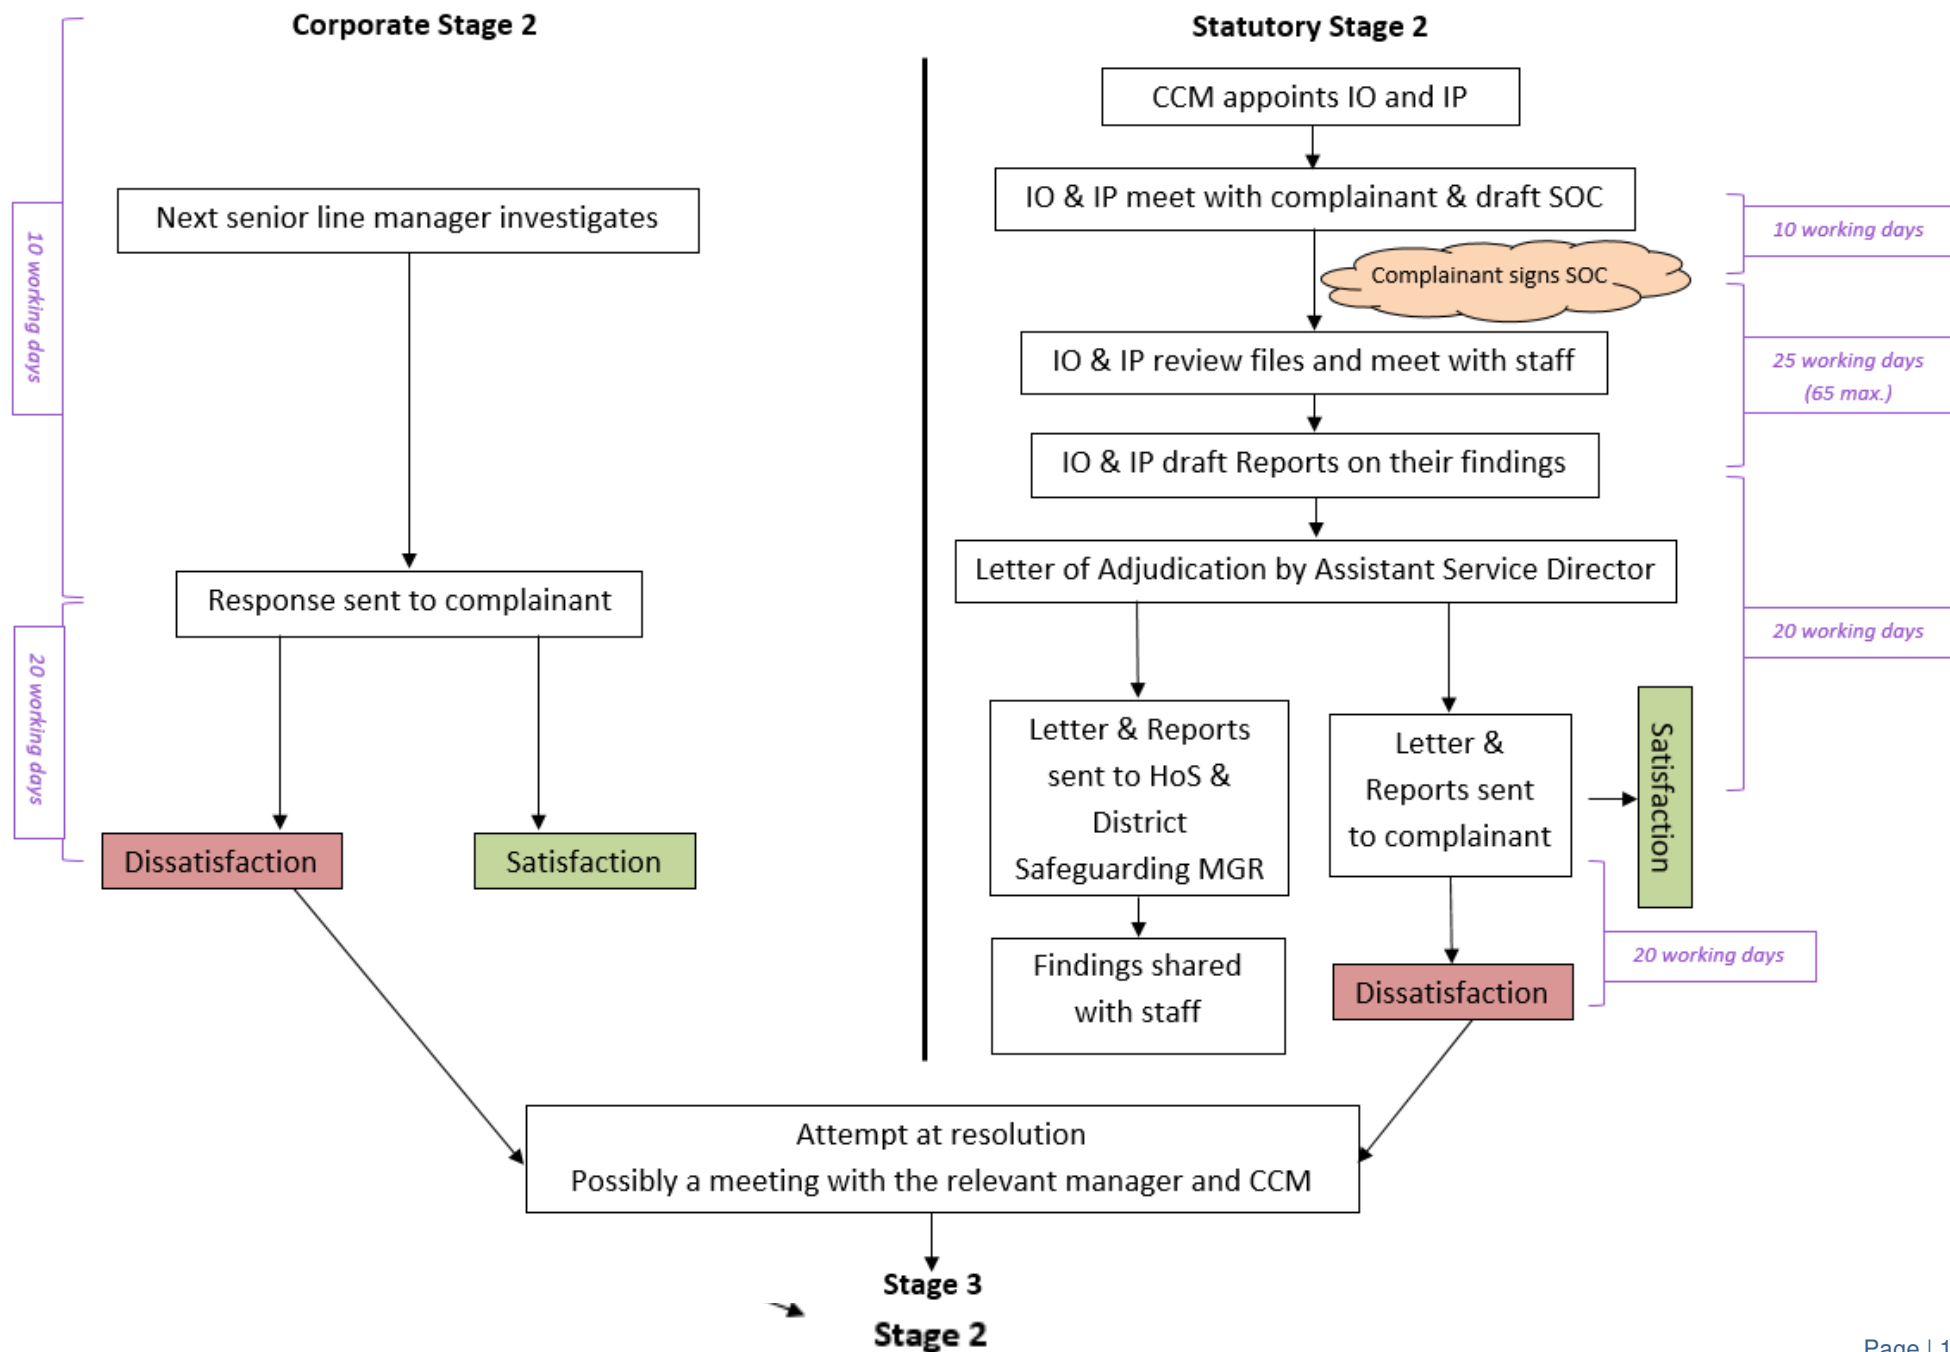 Corporate Stage 2
Statutory Stage 2
CCM appoints IO and IP
IO & IP meet with complainant & draft SOC
Next senior line manager investigates
10 working days
10 working days
Complainant signs SOC
IO & IP review files and meet with staff
25 working days
(65 max.)
IO & IP draft Reports on their findings
Letter of Adjudication by Assistant Service Director
Response sent to complainant
20 working days
20 working days
Letter & Reports
sent to HoS &
District
Safeguarding MGR
Letter &
Reports sent
to complainant
Satisfaction
Dissatisfaction
Satisfaction
Findings shared
with staff
20 working days
Dissatisfaction
Attempt at resolution
Possibly a meeting with the relevant manager and CCM
Stage 3
Stage 2
Page | 1